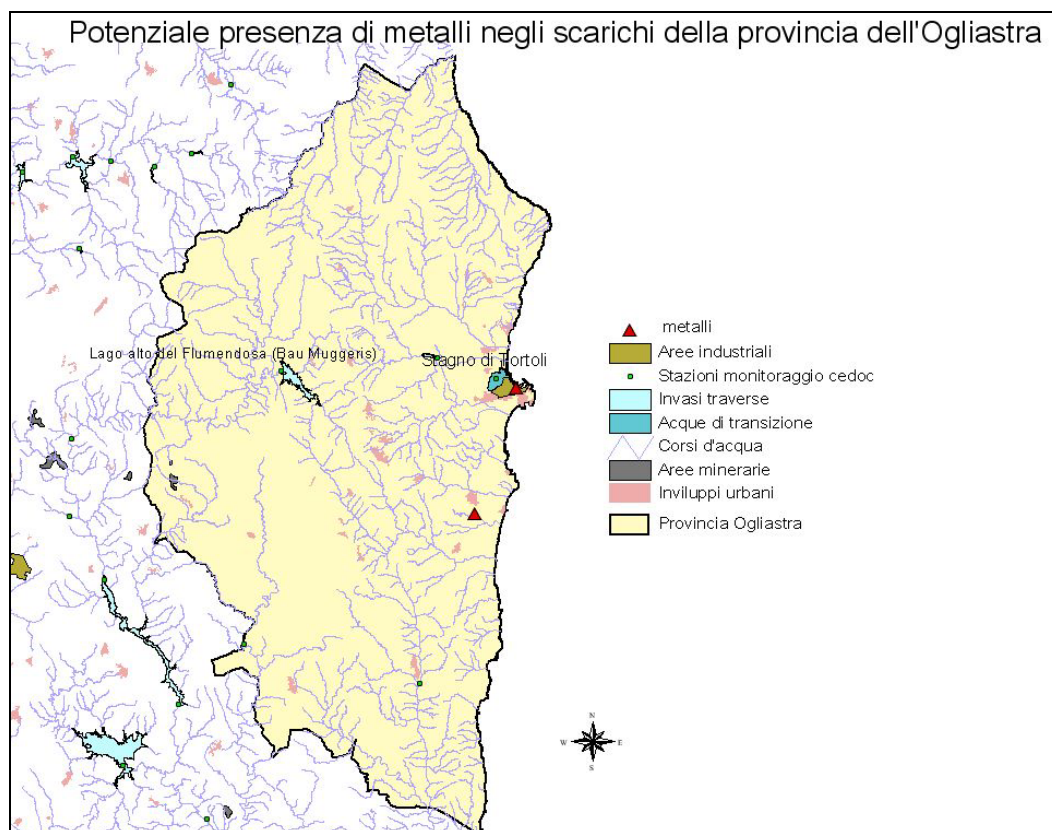 Potenziale presenza di metalli negli scarichi della provincia dell'Ogliastra
Lago alto del Flumendosa (Bau Muggeris)
Stagno di Tortoli
metalli
Aree industriali
Stazioni monitoraggio cedoc
Invasi traverse
Acque di transizione
Corsi d'acqua
Aree minerarie
Inviluppi urbani
Provincia Ogliastra
N
W E
S